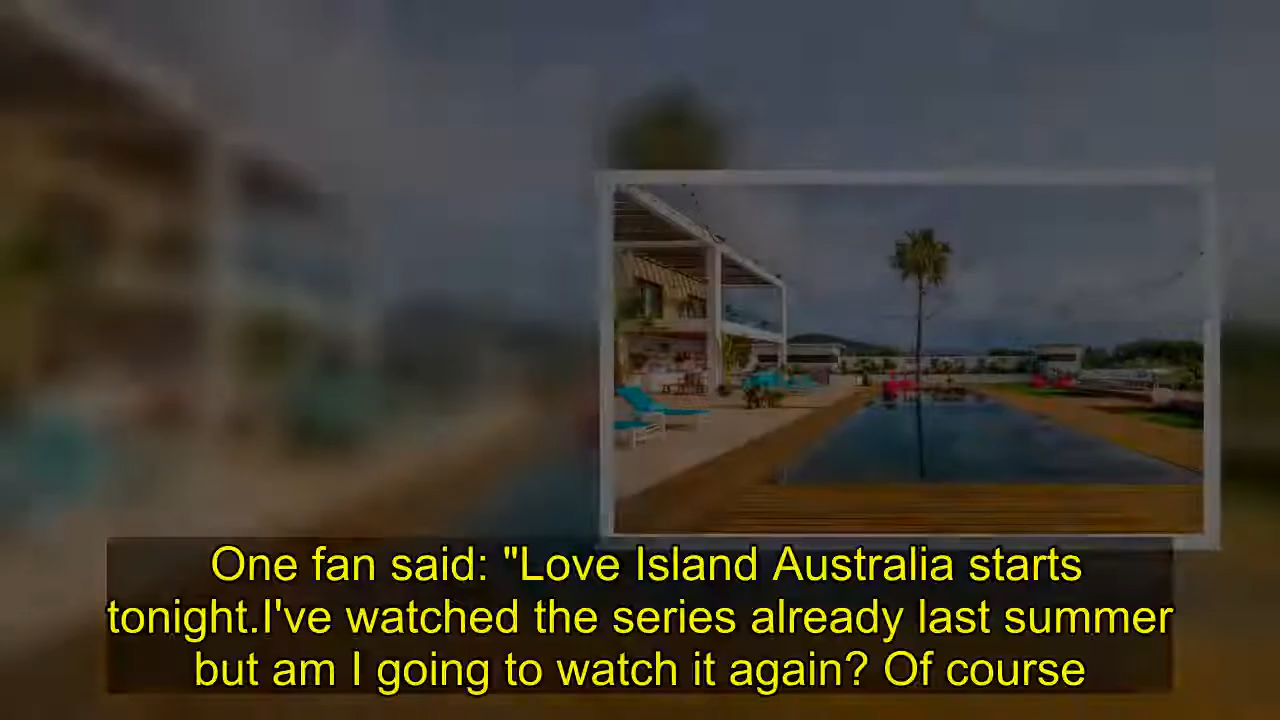 One fan said: "Love Island Australia starts
tonight.I've watched the series already last summer
but am I going to watch it again? Of course